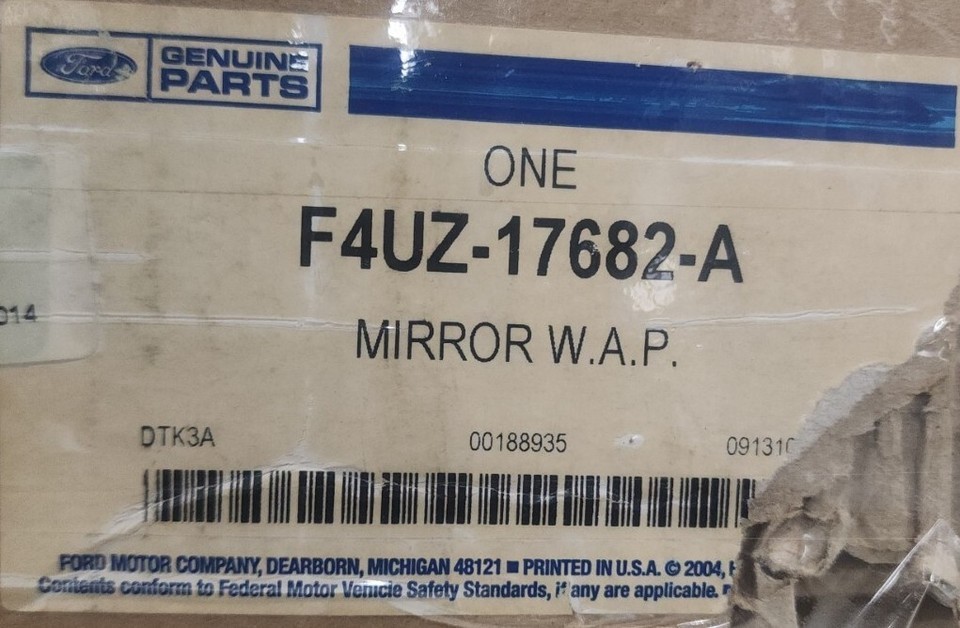 Ford GENUINE
PARTS
ONE
F4UZ-17682-A
MIRROR W.A.P.
014
DTK3A 00188935 091310
FORD MOTOR COMPANY, DEARBORN, MICHIGAN 48121 ■ PRINTED IN U.S.A. © 2004,
Contents conform to Federal Motor Vehicle Safety Standards, if any are applicable.